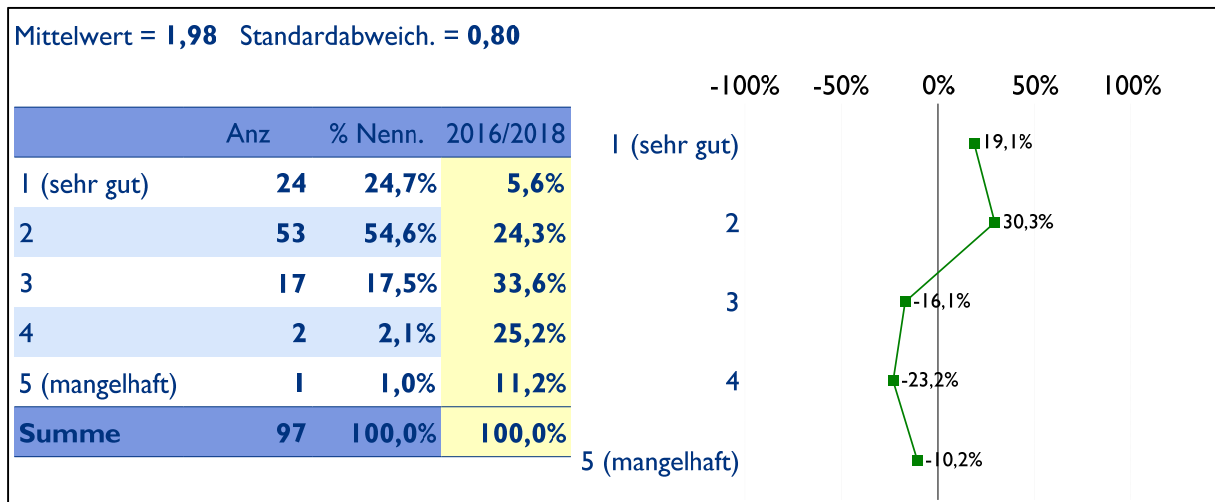 Mittelwert = 1,98 Standardabweich. = 0,80
Anz % Nenn. 2016/2018
1 (sehr gut) 24 24,7% 5,6%
2 53 54,6% 24,3%
3 17 17,5% 33,6%
4 2 2,1% 25,2%
5 (mangelhaft) 1 1,0% 11,2%
Summe 97 100,0% 100,0%
-100% -50% 0% 50% 100%
1 (sehr gut) 19,1%
2 30,3%
3 -16,1%
4 -23,2%
5 (mangelhaft) -10,2%